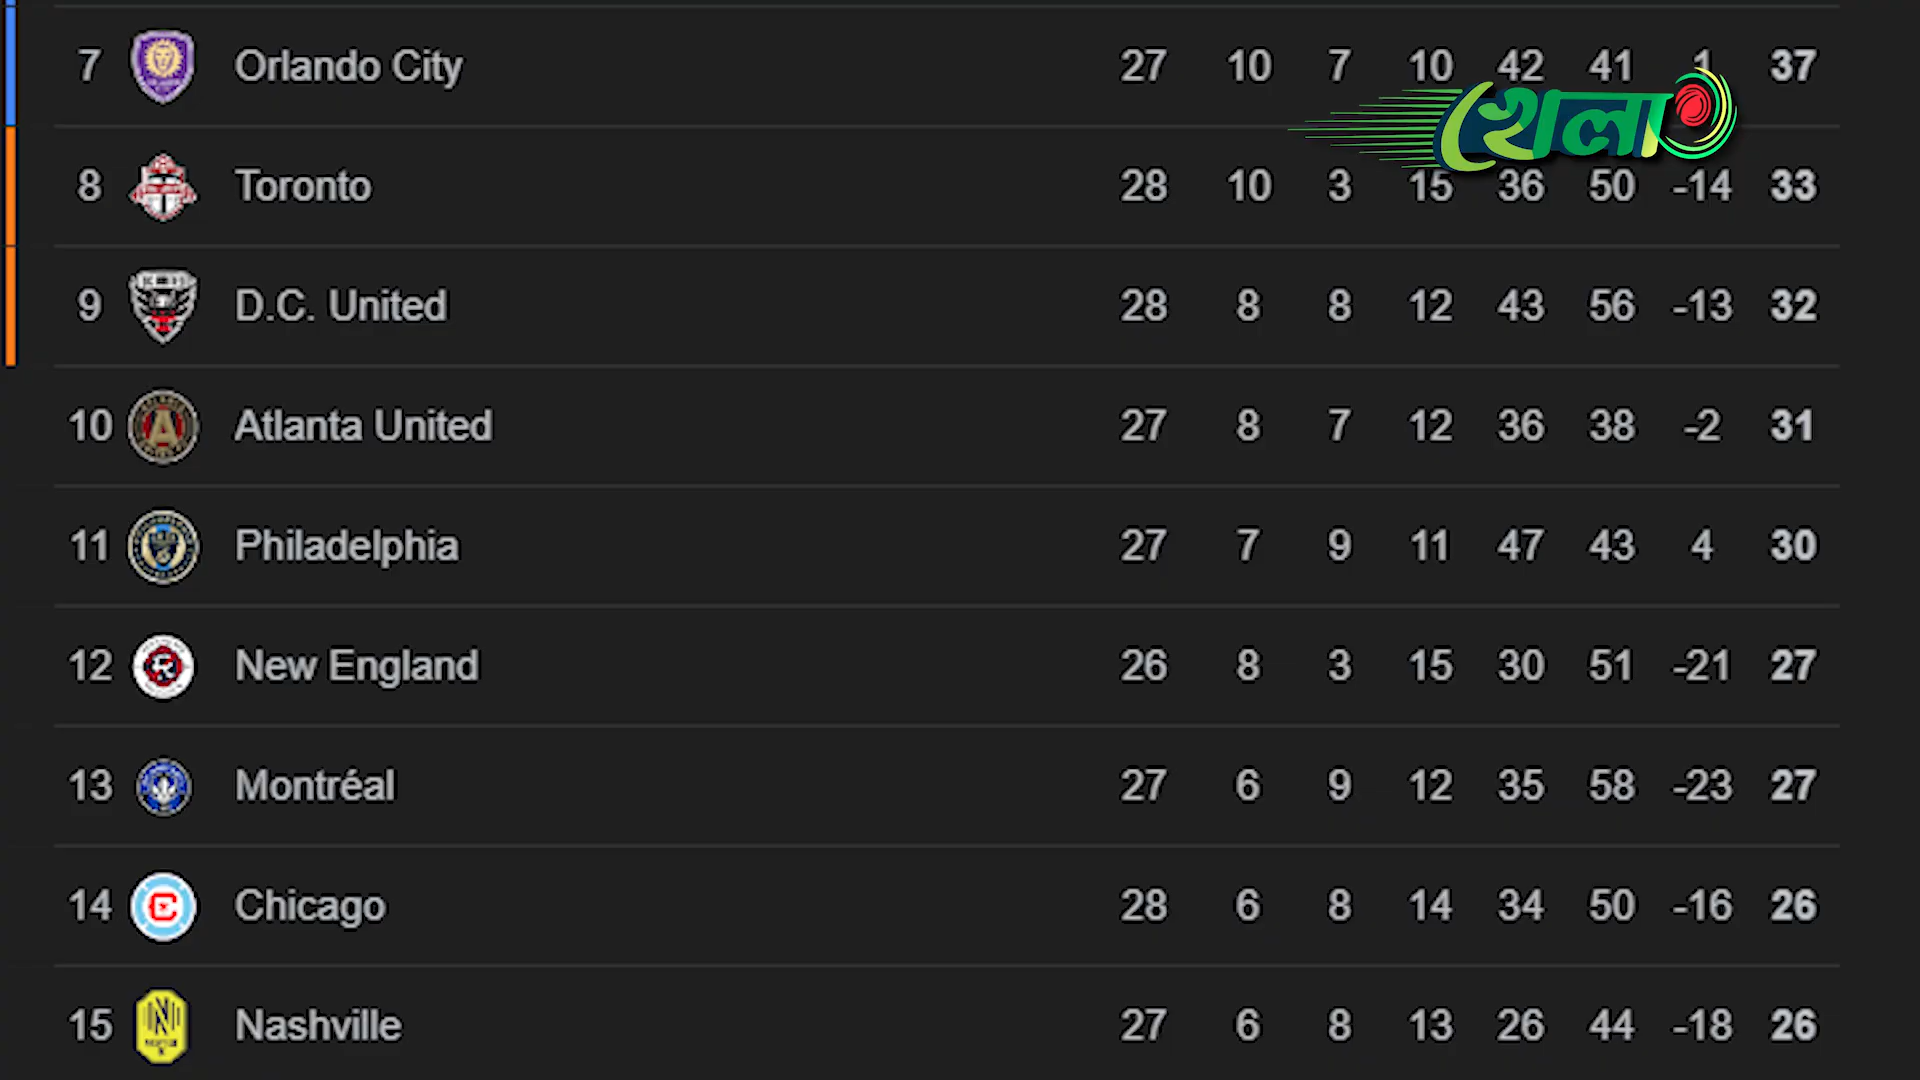 7 Orlando City 27 10 7 10 42 41 1 37
খেলা
8 Toronto 28 10 3 15 36 50 -14 33
9 D.C. United 28 8 8 12 43 56 -13 32
10 Atlanta United 27 8 7 12 36 38 -2 31
11 Philadelphia 27 7 9 11 47 43 4 30
12 New England 26 8 3 15 30 51 -21 27
13 Montréal 27 6 9 12 35 58 -23 27
14 Chicago 28 6 8 14 34 50 -16 26
15 Nashville 27 6 8 13 26 44 -18 26